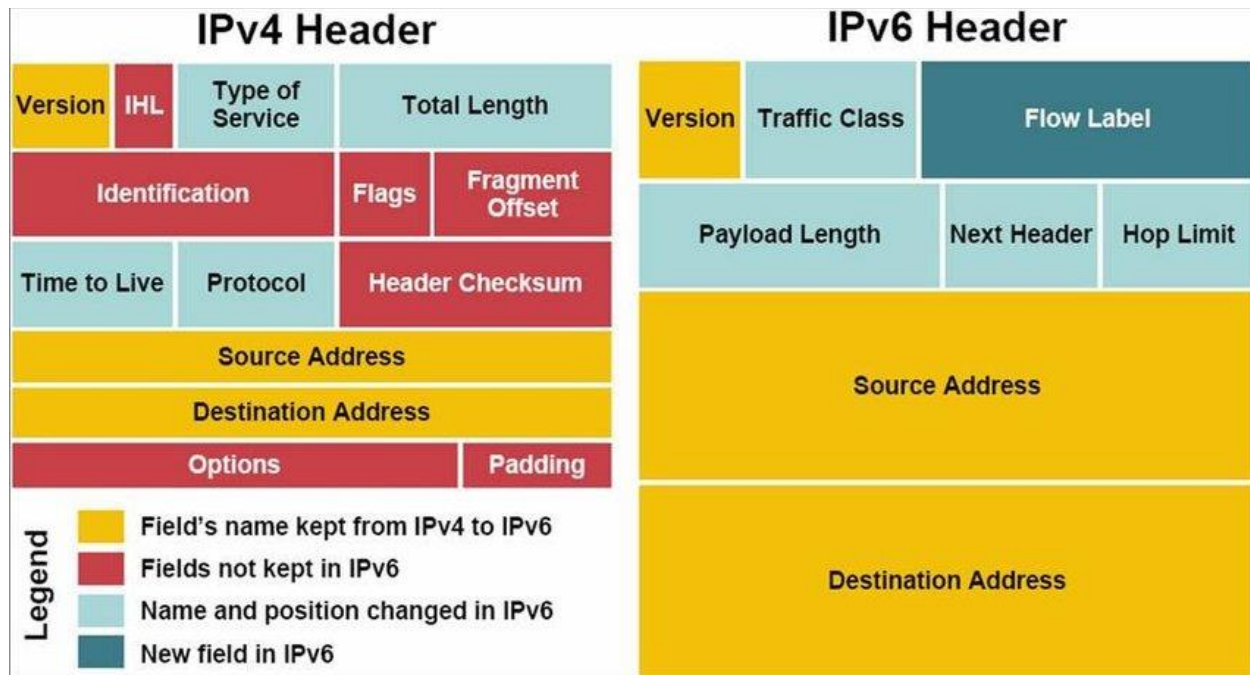 IPv4 Header
Version
IHL
Type of
Service
Total Length
Identification
Flags
Fragment
Offset
Time to Live
Protocol
Header Checksum
Source Address
Destination Address
Options
Padding
Legend
Field's name kept from IPv4 to IPv6
Fields not kept in IPv6
Name and position changed in IPv6
New field in IPv6
IPv6 Header
Version
Traffic Class
Flow Label
Payload Length
Next Header
Hop Limit
Source Address
Destination Address